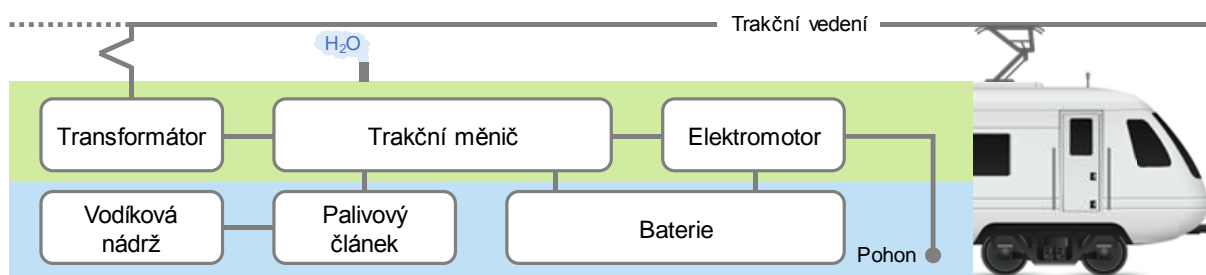 Trakční vedení
H₂O
Transformátor
Trakční měnič
Elektromotor
Vodíková
nádrž
Palivový
článek
Baterie
Pohon